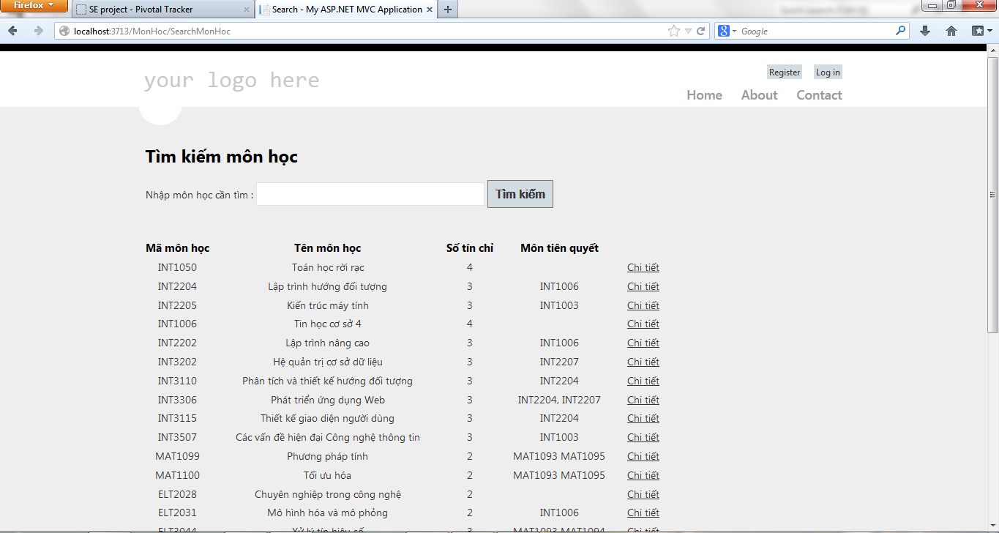 Firefox
SE project - Pivotal Tracker
Search - My ASP.NET MVC Application
localhost:3713/MonHoc/SearchMonHoc
Google
your logo here
Register Log in
Home About Contact
Tìm kiếm môn học
Nhập môn học cần tìm : Tìm kiếm
Mã môn học Tên môn học Số tín chỉ Môn tiên quyết
INT1050 Toán học rời rạc 4 Chi tiết
INT2204 Lập trình hướng đối tượng 3 INT1006 Chi tiết
INT2205 Kiến trúc máy tính 3 INT1003 Chi tiết
INT1006 Tin học cơ sở 4 4 Chi tiết
INT2202 Lập trình nâng cao 3 INT1006 Chi tiết
INT3202 Hệ quản trị cơ sở dữ liệu 3 INT2207 Chi tiết
INT3110 Phân tích và thiết kế hướng đối tượng 3 INT2204 Chi tiết
INT3306 Phát triển ứng dụng Web 3 INT2204, INT2207 Chi tiết
INT3115 Thiết kế giao diện người dùng 3 INT2204 Chi tiết
INT3507 Các vấn đề hiện đại Công nghệ thông tin 3 INT1003 Chi tiết
MAT1099 Phương pháp tính 2 MAT1093 MAT1095 Chi tiết
MAT1100 Tối ưu hóa 2 MAT1093 MAT1095 Chi tiết
ELT2028 Chuyên nghiệp trong công nghệ 2 Chi tiết
ELT2031 Mô hình hóa và mô phỏng 2 INT1006 Chi tiết
ELT3044 Xử lý tín hiệu số 3 MAT1093 MAT1094 Chi tiết